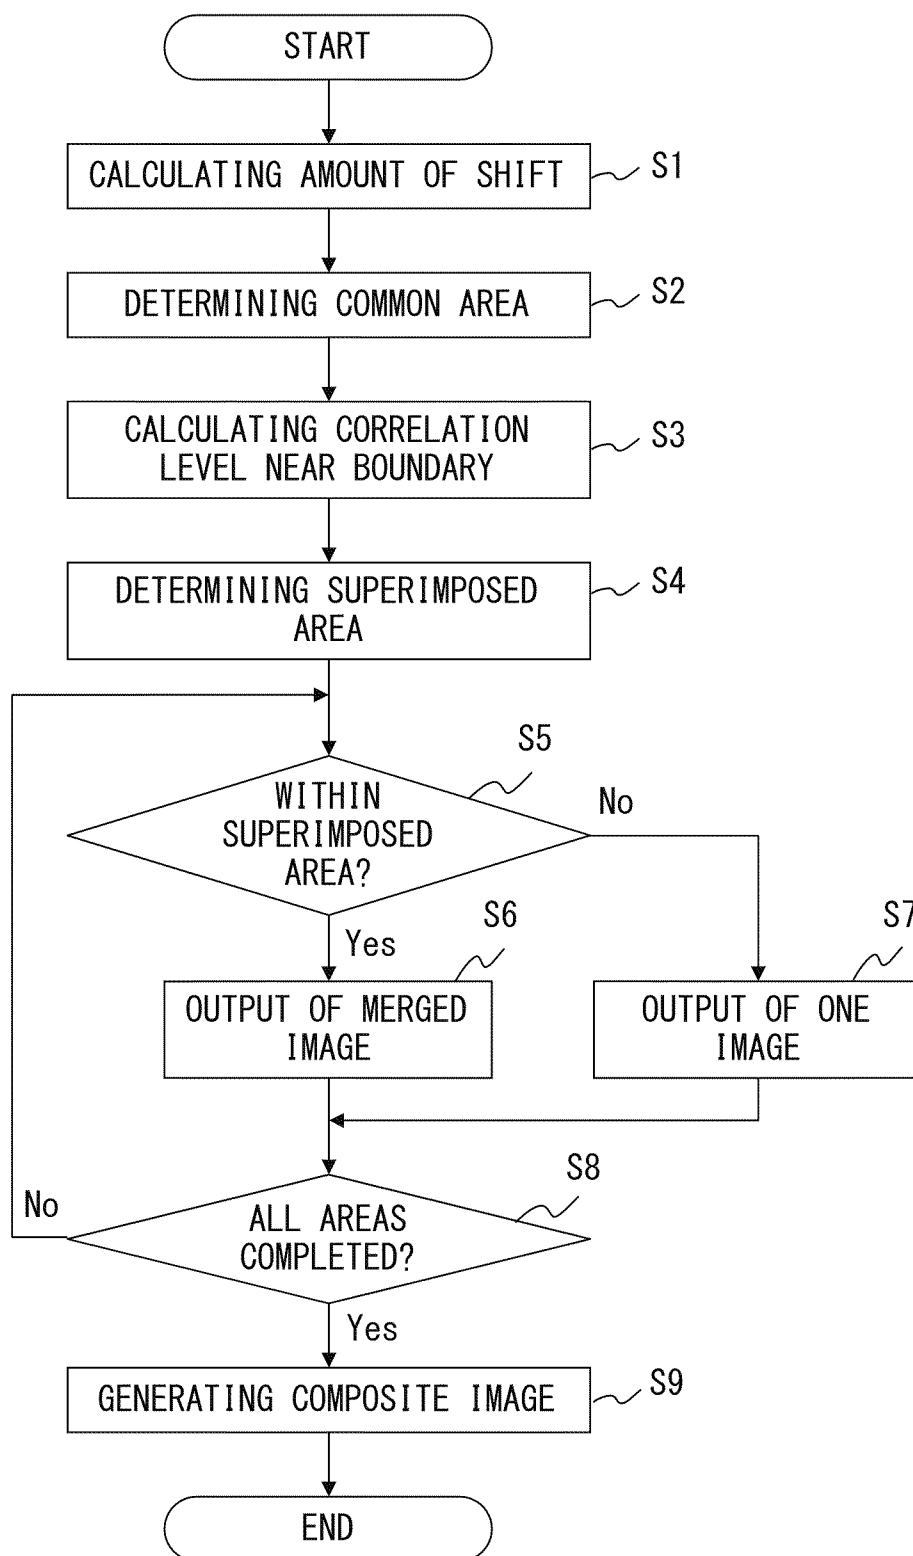 START
CALCULATING AMOUNT OF SHIFT
S1
DETERMINING COMMON AREA
S2
CALCULATING CORRELATION
LEVEL NEAR BOUNDARY
S3
DETERMINING SUPERIMPOSED
AREA
S4
S5
WITHIN
SUPERIMPOSED
AREA?
No
Yes
S6
S7
OUTPUT OF MERGED
IMAGE
OUTPUT OF ONE
IMAGE
S8
No
ALL AREAS
COMPLETED?
Yes
GENERATING COMPOSITE IMAGE
S9
END